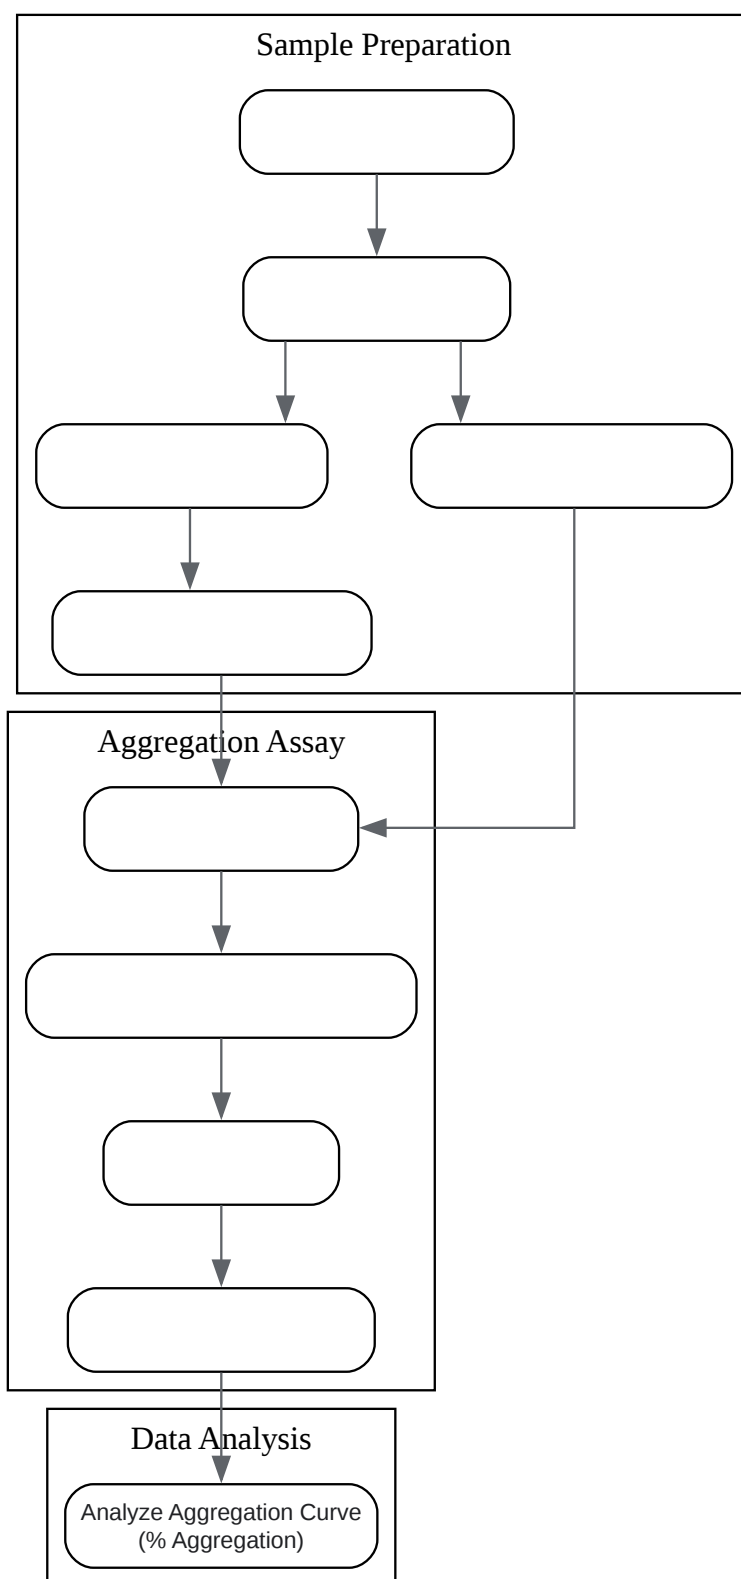 Sample Preparation
Aggregation Assay
Data Analysis
Analyze Aggregation Curve
(% Aggregation)